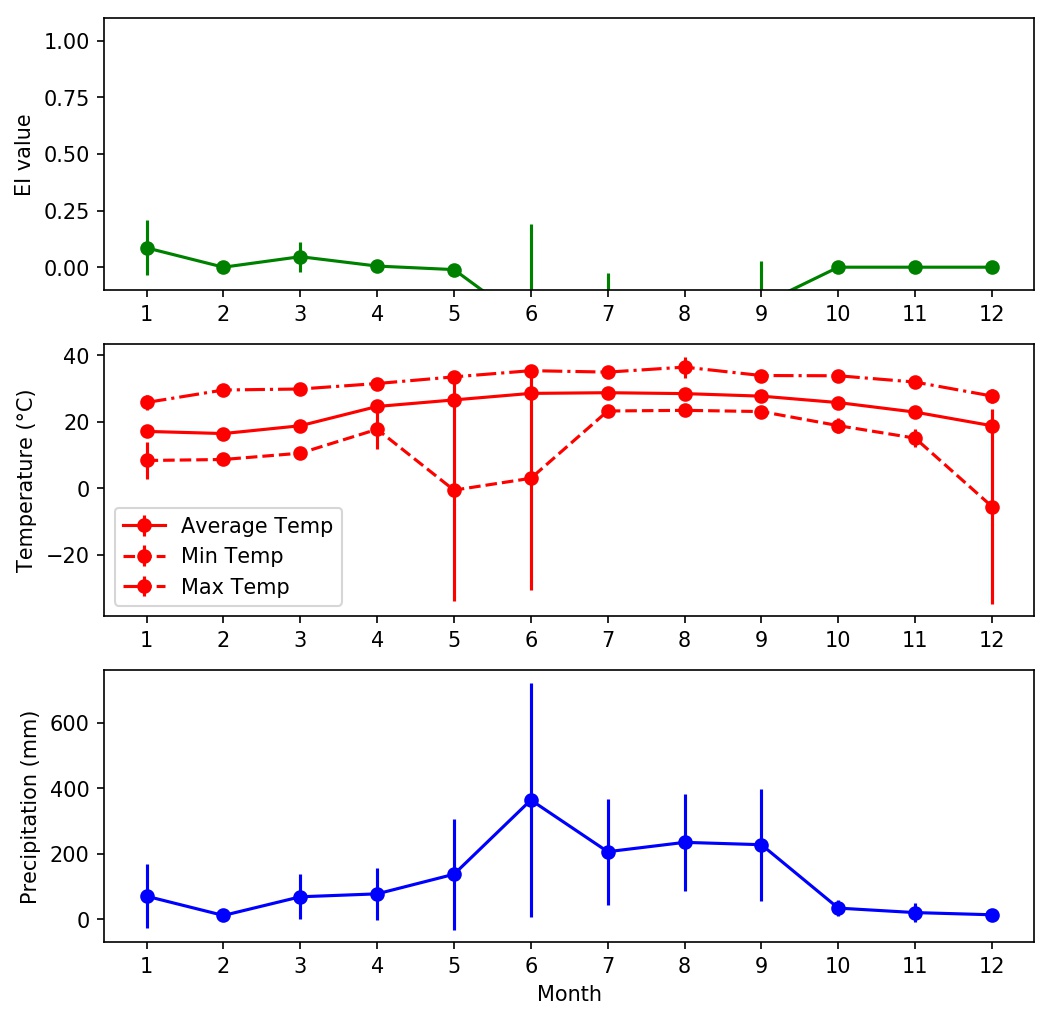 1.00
0.75
0.50
0.25
0.00
EI value
1 2 3 4 5 6 7 8 9 10 11 12
40
20
0
−20
Temperature (°C)
Average Temp
Min Temp
Max Temp
1 2 3 4 5 6 7 8 9 10 11 12
600
400
200
0
Precipitation (mm)
1 2 3 4 5 6 7 8 9 10 11 12
Month